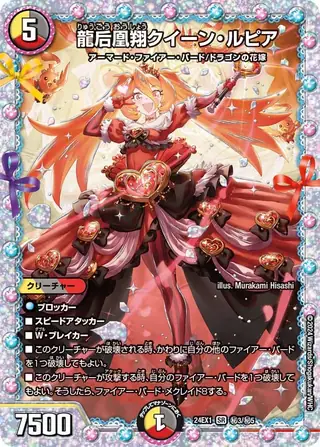 5
りゅうごうおうしょう
龍后凰翔クイーン・ルピア
アーマード・ファイアー・バード/ドラゴンの花嫁
illus. Murakami Hisashi
クリーチャー
ブロッカー
■スピードアタッカー
■W・ブレイカー
■このクリーチャーが破壊される時、かわりに自分の他のファイアー・バード
を1つ破壊してもよい。
■このクリーチャーが攻撃する時、自分のファイアー・バードを1つ破壊して
もよい。そうしたら、ファイアー・バード・メクレイド8する。
7500
1
24EX1 SR
©2024 Wizards/Shogakukan/WHC